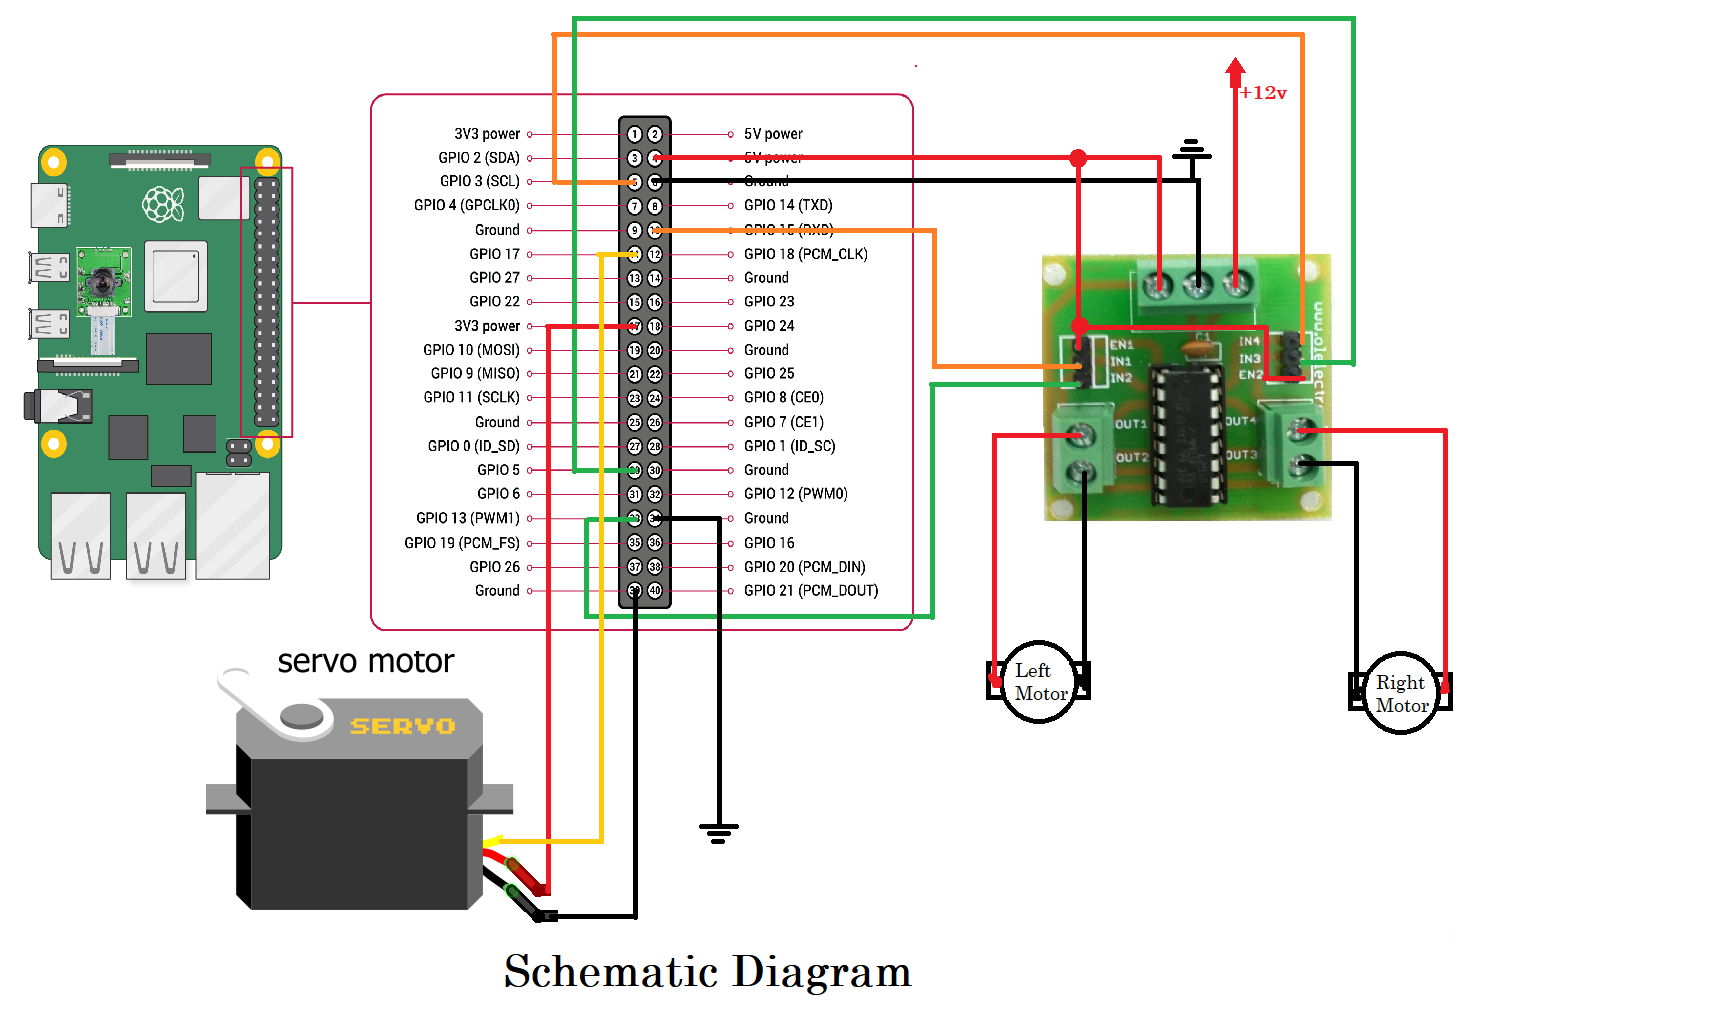 +12v
3V3 power 1 2 5V power
GPIO 2 (SDA) 3 4 5V power
GPIO 3 (SCL) 5 6 Ground
GPIO 4 (GPCLK0) 7 8 GPIO 14 (TXD)
Ground 9 10 GPIO 15 (RXD)
GPIO 17 11 12 GPIO 18 (PCM_CLK)
GPIO 27 13 14 Ground
GPIO 22 15 16 GPIO 23
3V3 power 17 18 GPIO 24
GPIO 10 (MOSI) 19 20 Ground
GPIO 9 (MISO) 21 22 GPIO 25
GPIO 11 (SCLK) 23 24 GPIO 8 (CE0)
Ground 25 26 GPIO 7 (CE1)
GPIO 0 (ID_SD) 27 28 GPIO 1 (ID_SC)
GPIO 5 29 30 Ground
GPIO 6 31 32 GPIO 12 (PWM0)
GPIO 13 (PWM1) 33 34 Ground
GPIO 19 (PCM_FS) 35 36 GPIO 16
GPIO 26 37 38 GPIO 20 (PCM_DIN)
Ground 39 40 GPIO 21 (PCM_DOUT)
C1
EN1
IN1
IN2
IN4
IN3
EN2
OUT1
OUT2
OUT4
OUT3
Left
Motor
Right
Motor
servo motor
SERVO
Schematic Diagram